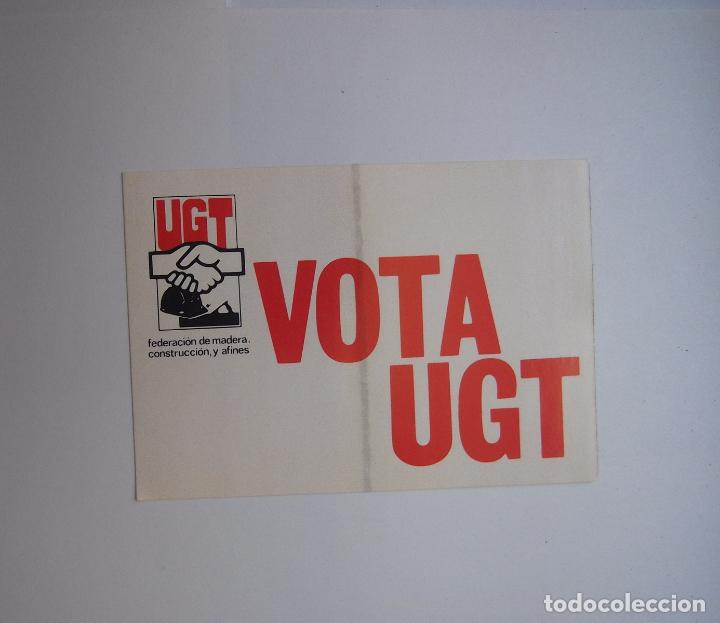 UGT
federación de madera,
construcción, y afines
VOTA
UGT
todocoleccion